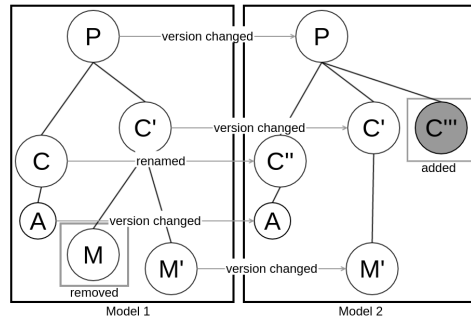 P
version changed
P
C'
version changed
C'
C'''
C
renamed
C''
added
A
version changed
A
M
M'
version changed
M'
removed
Model 1
Model 2